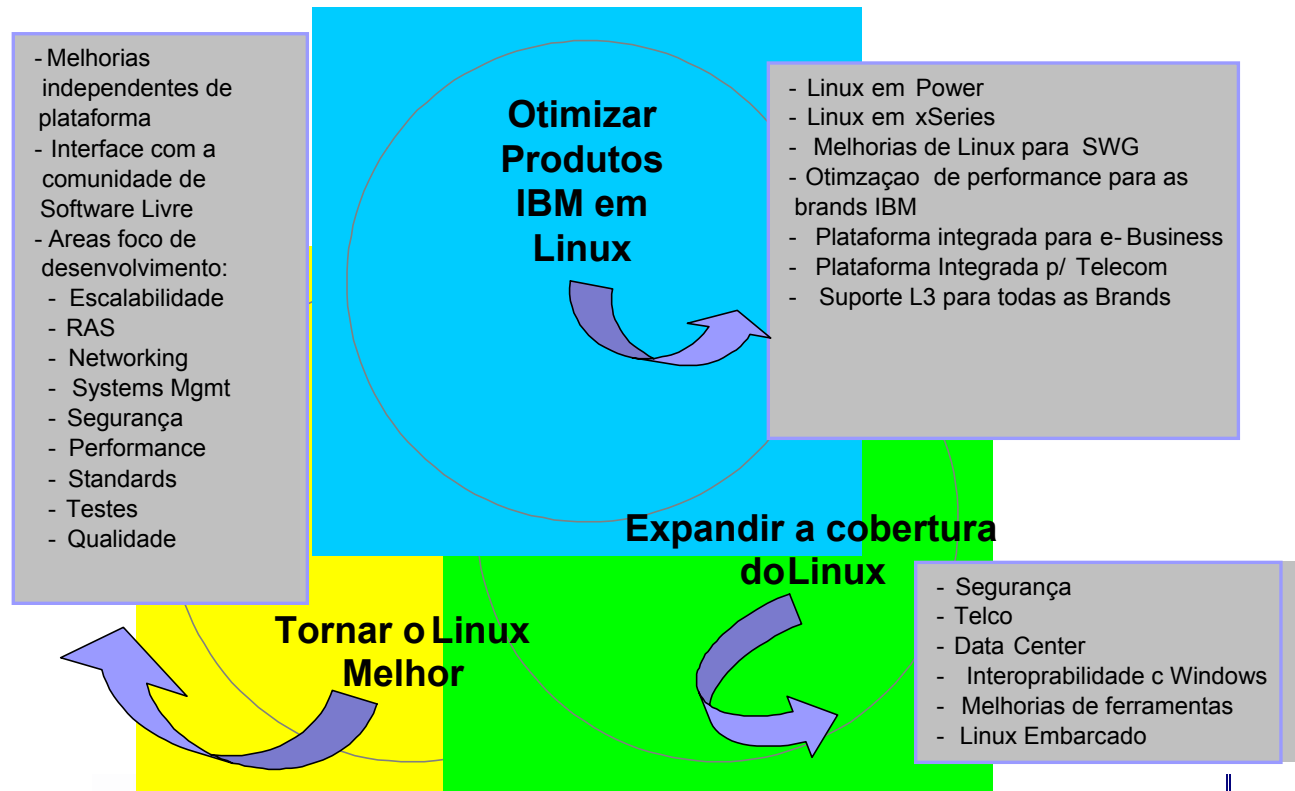 - Melhorias
independentes de
plataforma
- Interface com a
comunidade de
Software Livre
- Areas foco de
desenvolvimento:
- Escalabilidade
- RAS
- Networking
- Systems Mgmt
- Segurança
- Performance
- Standards
- Testes
- Qualidade
Otimizar
Produtos
IBM em
Linux
- Linux em Power
- Linux em xSeries
- Melhorias de Linux para SWG
- Otimzaçao de performance para as
brands IBM
- Plataforma integrada para e-Business
- Plataforma Integrada p/ Telecom
- Suporte L3 para todas as Brands
Expandir a cobertura
doLinux
- Segurança
- Telco
- Data Center
- Interoprabilidade c Windows
- Melhorias de ferramentas
- Linux Embarcado
Tornar o Linux
Melhor